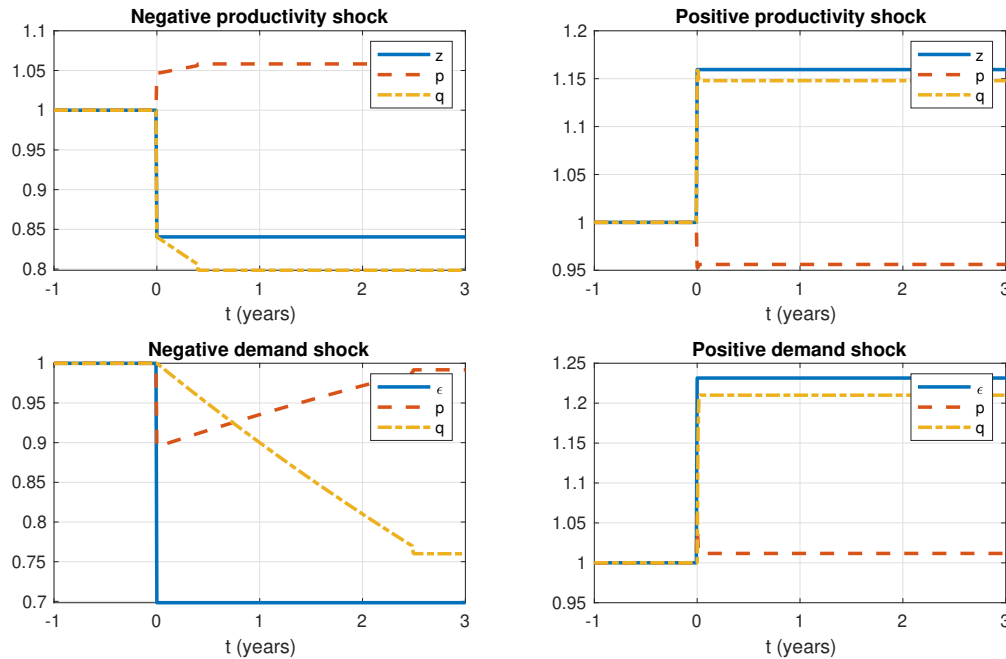 Negative productivity shock
1.1
1.05
1
0.95
0.9
0.85
0.8
-1
0
1
2
3
t (years)
z
p
q
Positive productivity shock
1.2
1.15
1.1
1.05
1
0.95
-1
0
1
2
3
t (years)
z
p
q
Negative demand shock
1
0.95
0.9
0.85
0.8
0.75
0.7
-1
0
1
2
3
t (years)
ϵ
p
q
Positive demand shock
1.25
1.2
1.15
1.1
1.05
1
0.95
-1
0
1
2
3
t (years)
ϵ
p
q